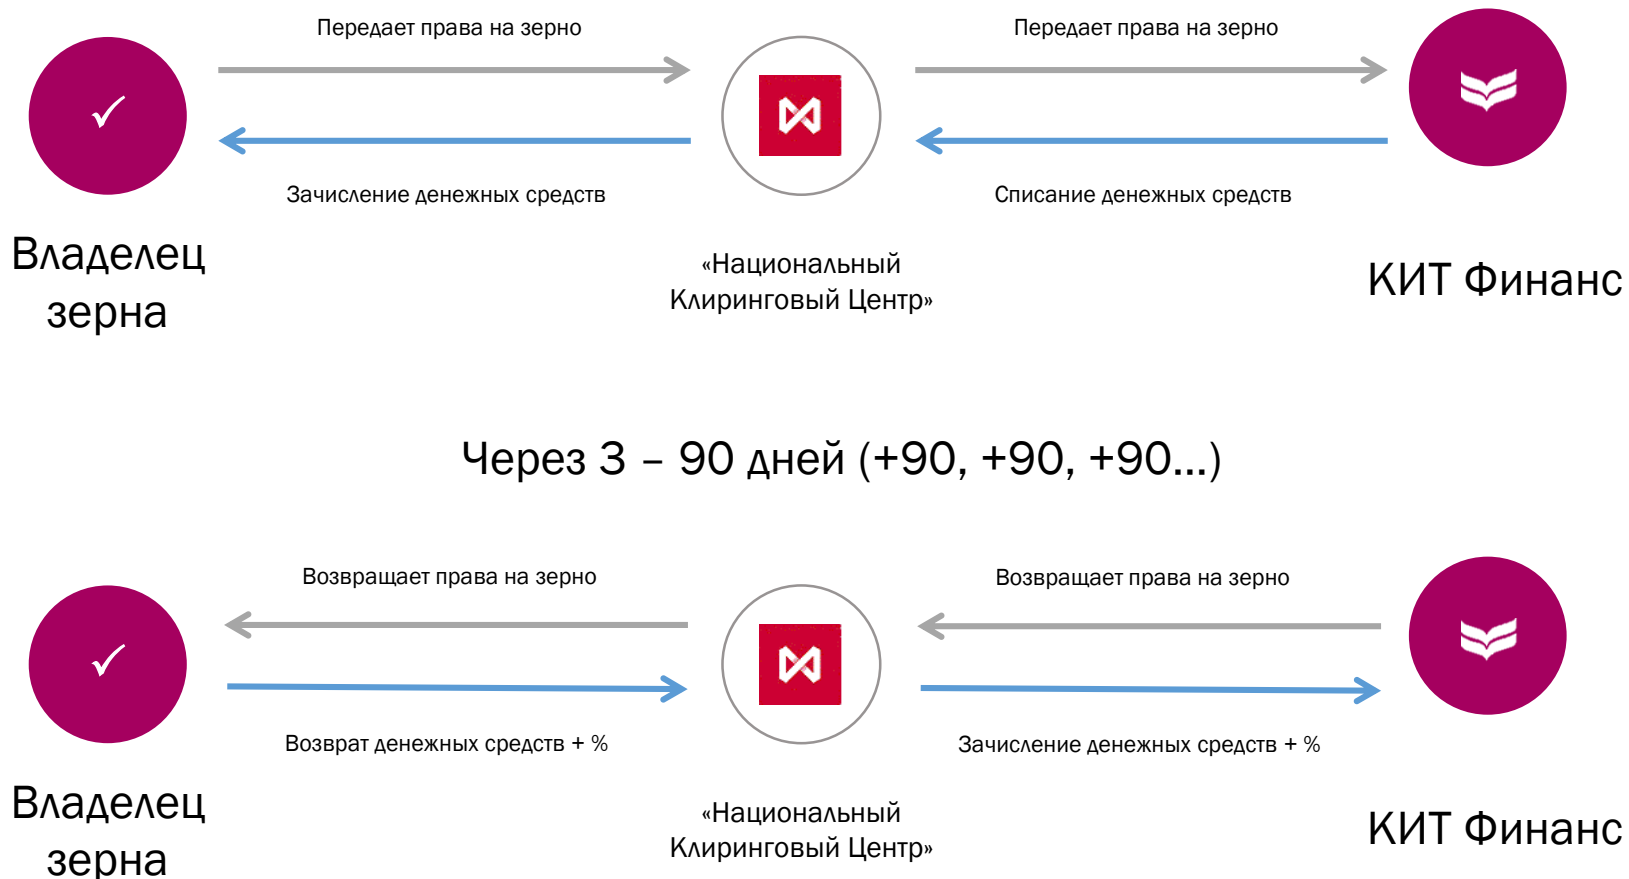 Передает права на зерно
Передает права на зерно
Зачисление денежных средств
Списание денежных средств
Владелец
зерна
«Национальный
Клиринговый Центр»
КИТ Финанс
Через 3 – 90 дней (+90, +90, +90...)
Возвращает права на зерно
Возвращает права на зерно
Возврат денежных средств + %
Зачисление денежных средств + %
Владелец
зерна
«Национальный
Клиринговый Центр»
КИТ Финанс